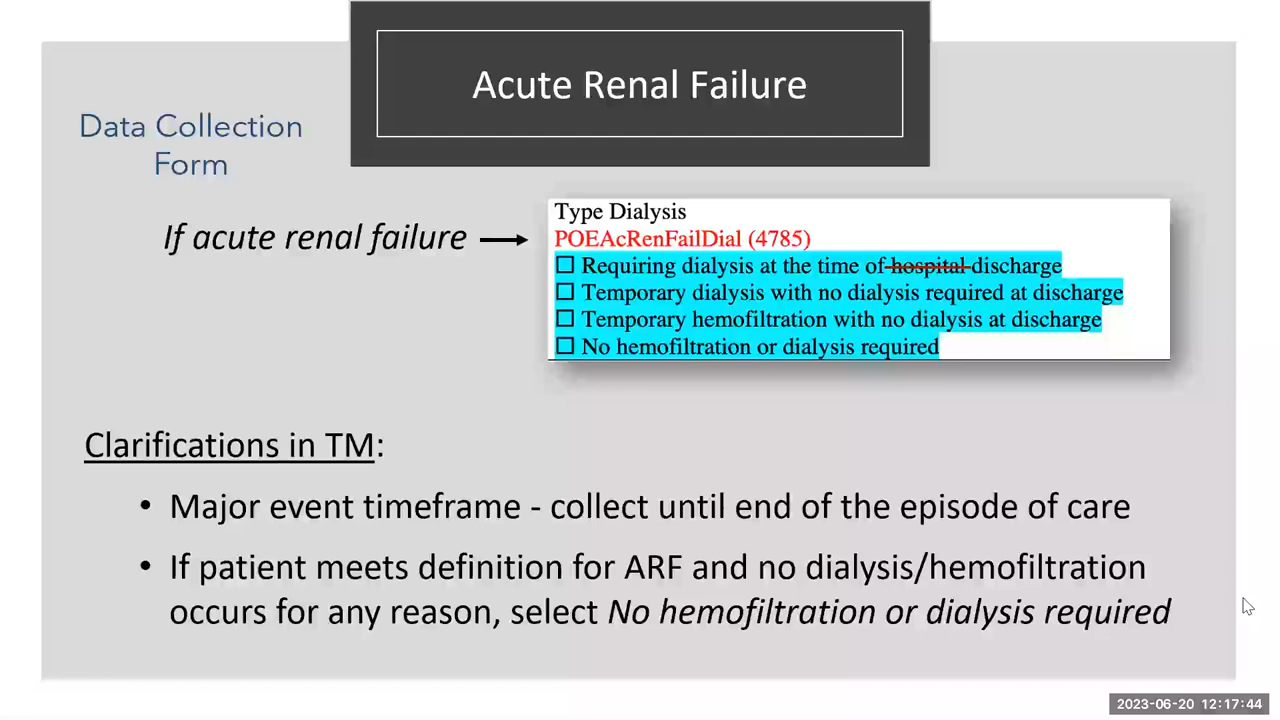 Acute Renal Failure
Data Collection
Form
If acute renal failure
Type Dialysis
POEAcRenFailDial (4785)
☐ Requiring dialysis at the time of hospital discharge
☐ Temporary dialysis with no dialysis required at discharge
☐ Temporary hemofiltration with no dialysis at discharge
☐ No hemofiltration or dialysis required
Clarifications in TM:
• Major event timeframe - collect until end of the episode of care
• If patient meets definition for ARF and no dialysis/hemofiltration
occurs for any reason, select No hemofiltration or dialysis required
2023-06-20 12:17:44